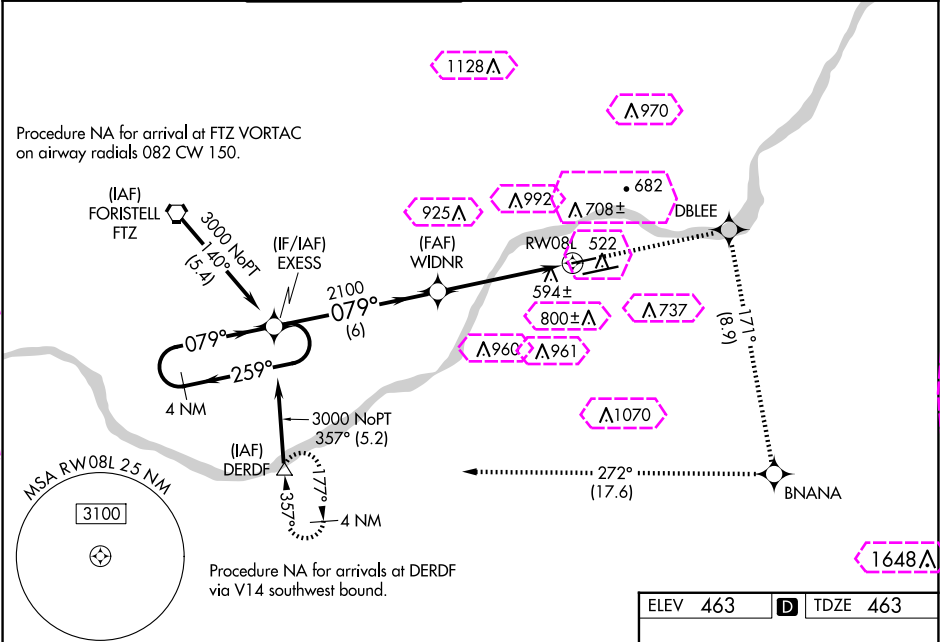 1128
970
Procedure NA for arrival at FTZ VORTAC
on airway radials 082 CW 150.
682
(IAF)
FORISTELL
FTZ
992
708±
925
DBLEE
3000 NoPT
140°
(5.4)
(IF/IAF)
EXESS
(FAF)
WIDNR
RW08L
522
2100
079°
(6)
594±
800±
737
171°
(8.9)
079°
259°
960
961
4 NM
3000 NoPT
357° (5.2)
1070
(IAF)
DERDF
177°
357°
4 NM
272°
(17.6)
BNANA
MSA RW08L 25 NM
3100
Procedure NA for arrivals at DERDF
via V14 southwest bound.
1648
ELEV 463 D TDZE 463